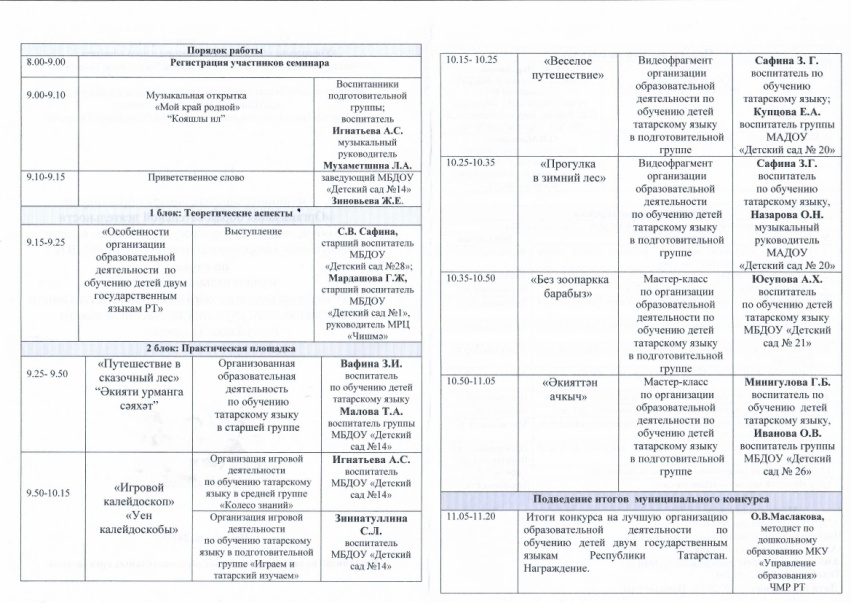 Порядок работы
8.00-9.00 Регистрация участников семинара
9.00-9.10
Музыкальная открытка
«Мой край родной»
“Кояшлы ил”
Воспитанники
подготовительной
группы;
воспитатель
Игнатьева А.С.
музыкальный
руководитель
Мухаметшина Л.А.
9.10-9.15
Приветственное слово
заведующий МБДОУ
«Детский сад №14»
Зиновьева Ж.Е.
1 блок: Теоретические аспекты
9.15-9.25
«Особенности
организации
образовательной
деятельности по
обучению детей двум
государственным
языкам РТ»
Выступление
С.В. Сафина,
старший воспитатель
МБДОУ
«Детский сад №28»;
Мардашова Г.Ж,
старший воспитатель
МБДОУ
«Детский сад №1»,
руководитель МРЦ
«Чишмә»
2 блок: Практическая площадка
9.25- 9.50
«Путешествие в
сказочный лес»
“Әкияти урманга
сәяхәт”
Организованная
образовательная
деятельность
по обучению
татарскому языку
в старшей группе
Вафина З.И.
воспитатель
по обучению детей
татарскому языку
Малова Т.А.
воспитатель группы
МБДОУ «Детский
сад №14»
9.50-10.15
«Игровой
калейдоскоп»
«Уен
калейдоскобы»
Организация игровой
деятельности
по обучению татарскому
языку в средней группе
«Колесо знаний»
Игнатьева А.С.
воспитатель
МБДОУ «Детский
сад №14»
Организация игровой
деятельности
по обучению татарскому
языку в подготовительной
группе «Играем и
татарский изучаем»
Зиннатуллина
С.Л.
воспитатель
МБДОУ «Детский
сад №14»
10.15- 10.25
«Веселое
путешествие»
Видеофрагмент
организации
образовательной
деятельности по
обучению детей
татарскому языку
в подготовительной
группе
Сафина З. Г.
воспитатель по
обучению
татарскому языку;
Купцова Е.А.
воспитатель группы
МАДОУ
«Детский сад № 20»
10.25-10.35
«Прогулка
в зимний лес»
Видеофрагмент
организации
образовательной
деятельности
по обучению детей
татарскому языку
в подготовительной
группе
Сафина З.Г.
воспитатель
по обучению
татарскому языку,
Назарова О.Н.
музыкальный
руководитель
МАДОУ
«Детский сад № 20»
10.35-10.50
«Без зоопаркка
барабыз»
Мастер-класс
по организации
образовательной
деятельности по
обучению детей
татарскому языку
в подготовительной
группе
Юсупова А.Х.
воспитатель
по обучению детей
татарскому языку
МБДОУ «Детский
сад № 21»
10.50-11.05
«Әкияттән
ачкыч»
Мастер-класс
по организации
образовательной
деятельности по
обучению детей
татарскому языку
в подготовительной
группе
Минигулова Г.Б.
воспитатель по
обучению детей
татарскому языку,
Иванова О.В.
воспитатель группы
МБДОУ «Детский
сад № 26»
Подведение итогов муниципального конкурса
11.05-11.20
Итоги конкурса на лучшую организацию
образовательной деятельности по
обучению детей двум государственным
языкам Республики Татарстан.
Награждение.
О.В.Маслакова,
методист по
дошкольному
образованию МКУ
«Управление
образования»
ЧМР РТ